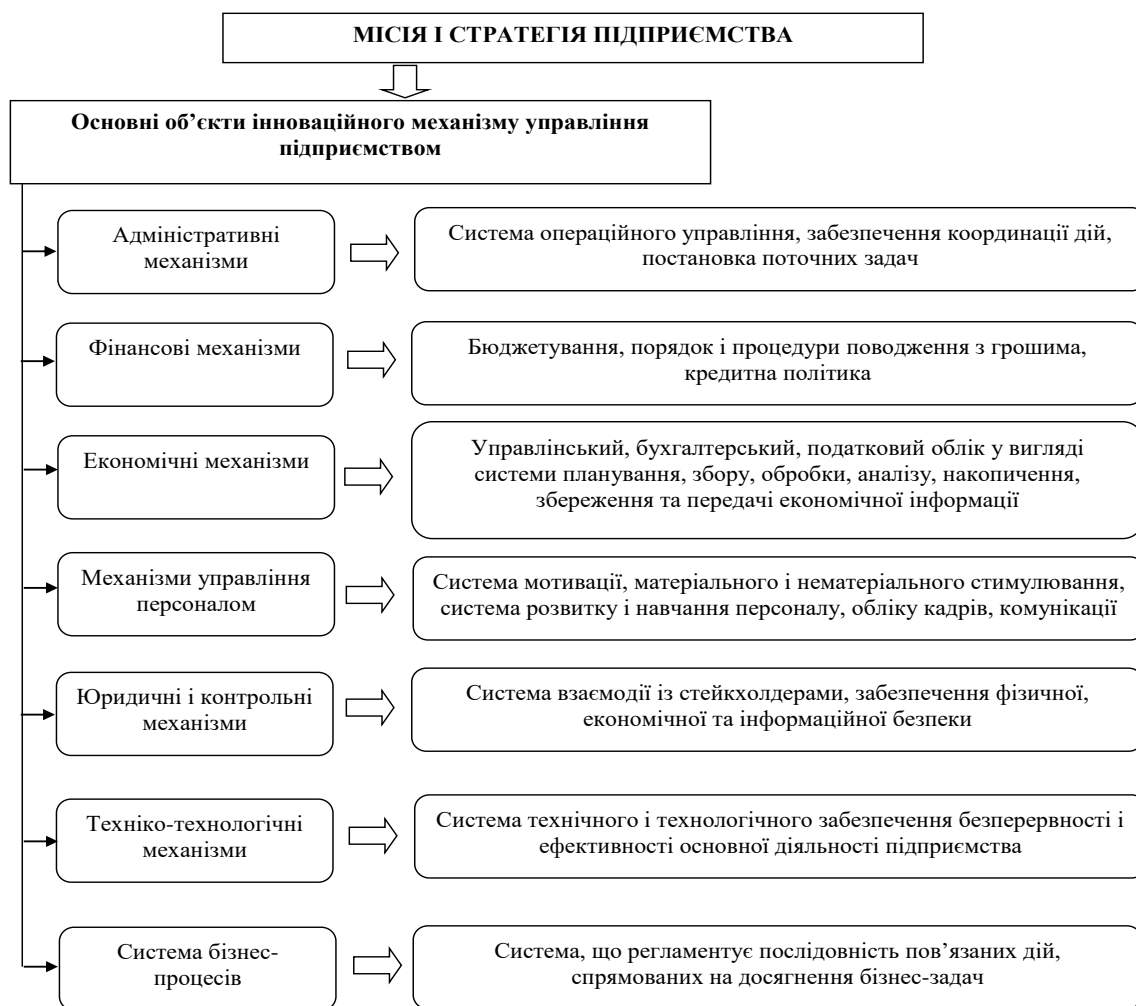 МІСІЯ І СТРАТЕГІЯ ПІДПРИЄМСТВА
Основні об’єкти інноваційного механізму управління
підприємством
Адміністративні
механізми
Система операційного управління, забезпечення координації дій,
постановка поточних задач
Фінансові механізми
Бюджетування, порядок і процедури поводження з грошима,
кредитна політика
Економічні механізми
Управлінський, бухгалтерський, податковий облік у вигляді
системи планування, збору, обробки, аналізу, накопичення,
збереження та передачі економічної інформації
Механізми управління
персоналом
Система мотивації, матеріального і нематеріального стимулювання,
система розвитку і навчання персоналу, обліку кадрів, комунікації
Юридичні і контрольні
механізми
Система взаємодії із стейкхолдерами, забезпечення фізичної,
економічної та інформаційної безпеки
Техніко-технологічні
механізми
Система технічного і технологічного забезпечення безперервності і
ефективності основної діяльності підприємства
Система бізнес-
процесів
Система, що регламентує послідовність пов’язаних дій,
спрямованих на досягнення бізнес-задач